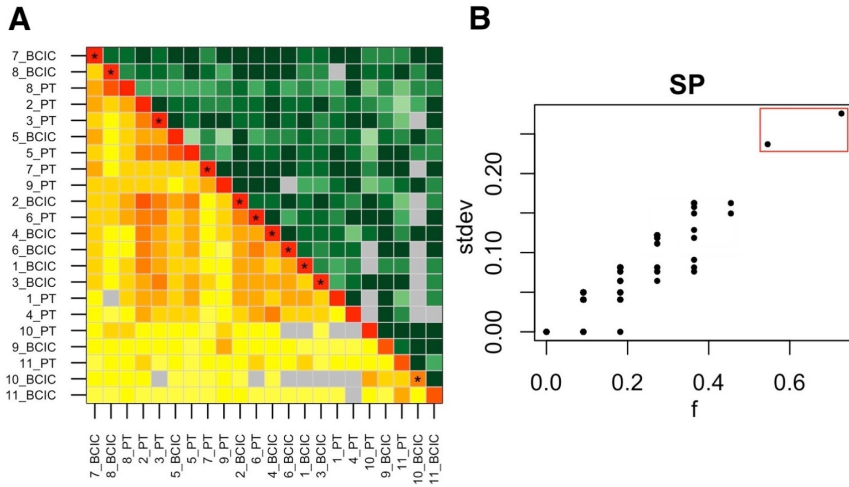 A
B
7_BCIC
8_BCIC
8_PT
2_PT
3_PT
5_BCIC
5_PT
7_PT
9_PT
2_BCIC
6_PT
4_BCIC
6_BCIC
1_BCIC
3_BCIC
1_PT
4_PT
10_PT
9_BCIC
11_PT
10_BCIC
11_BCIC
* * * * * * * * * *
7_BCIC 8_BCIC 8_PT 2_PT 3_PT 5_BCIC 5_PT 7_PT 9_PT 2_BCIC 6_PT 4_BCIC 6_BCIC 1_BCIC 3_BCIC 1_PT 4_PT 10_PT 9_BCIC 11_PT 10_BCIC 11_BCIC
SP
stdev
0.20
0.10
0.00
0.0 0.2 0.4 0.6
f